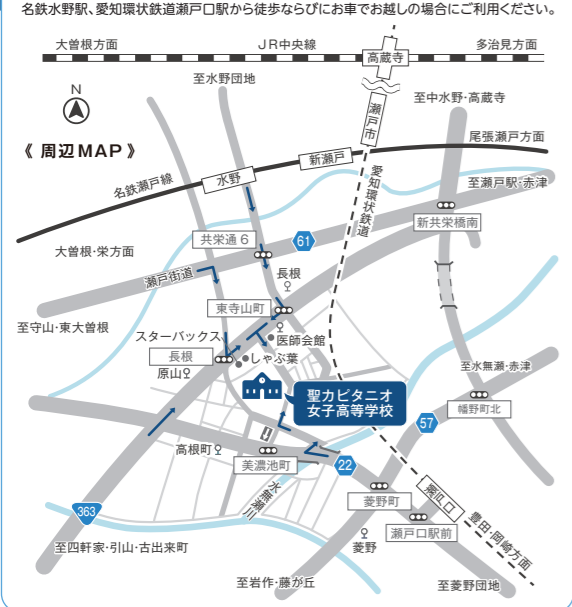 名鉄水野駅、愛知環状鉄道瀬戸口駅から徒歩ならびにお車でお越しの場合にご利用ください。
大曽根方面
JR中央線
高蔵寺
多治見方面
至水野団地
至中水野・高蔵寺
N
瀬戸市
《 周辺MAP 》
尾張瀬戸方面
新瀬戸
名鉄瀬戸線
水野
愛知環状鉄道
至瀬戸駅・赤津
新共栄橋南
大曽根・栄方面
共栄通6
61
瀬戸街道
長根
東寺山町
至守山・東大曽根
スターバックス
医師会館
長根
しゃぶ葉
原山
至水無瀬・赤津
聖カピタニオ
女子高等学校
幡野町北
57
高根町
美濃池町
22
水無瀬川
菱野町
瀬戸口
363
瀬戸口駅前
豊田・岡崎方面
菱野
至四軒家・引山・古出来町
至岩作・藤が丘
至菱野団地